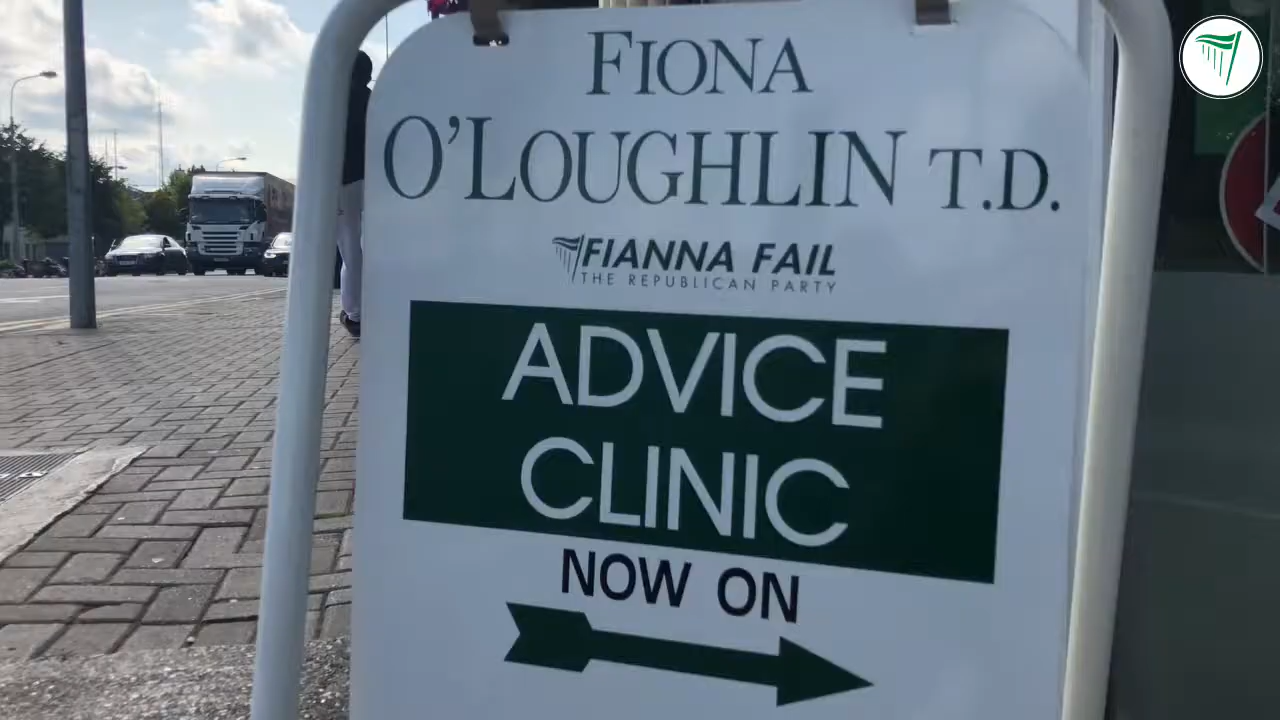 FIONA
O'LOUGHLIN T.D.
FIANNA FAIL
THE REPUBLICAN PARTY
ADVICE
CLINIC
NOW ON